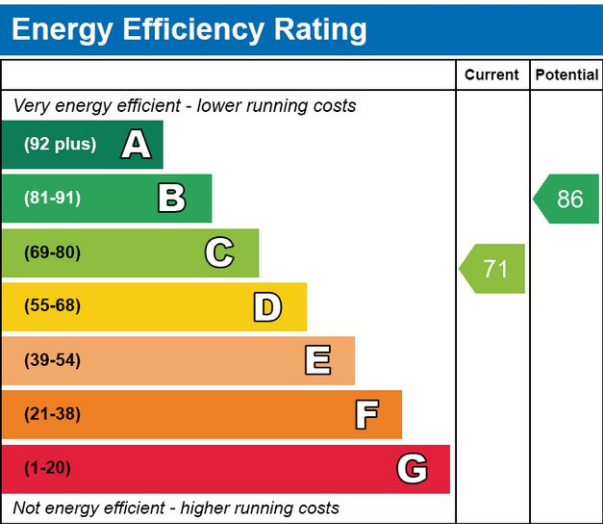 Energy Efficiency Rating
Current Potential
Very energy efficient - lower running costs
(92 plus) A
(81-91) B 86
(69-80) C 71
(55-68) D
(39-54) E
(21-38) F
(1-20) G
Not energy efficient - higher running costs